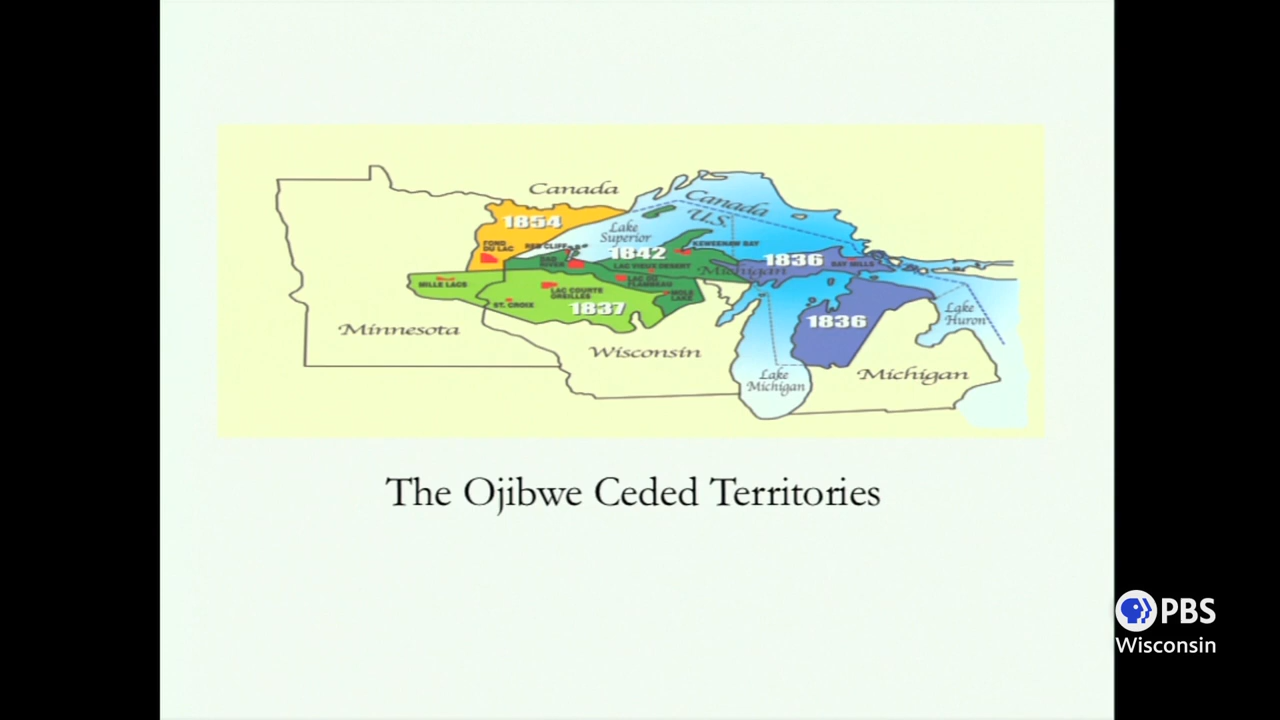 Canada
Canada
U.S.
1854
Lake
Superior
FOND
DU LAC
RED CLIFF
1842
KEWEENAW BAY
BAD
RIVER
LAC VIEUX DESERT
Michigan
1836
BAY MILLS
MILLE LACS
LAC DU
FLAMBEAU
LAC COURTE
OREILLES
MOLE
LAKE
ST. CROIX
1837
1836
Lake
Huron
Minnesota
Wisconsin
Lake
Michigan
Michigan
The Ojibwe Ceded Territories
PBS
Wisconsin